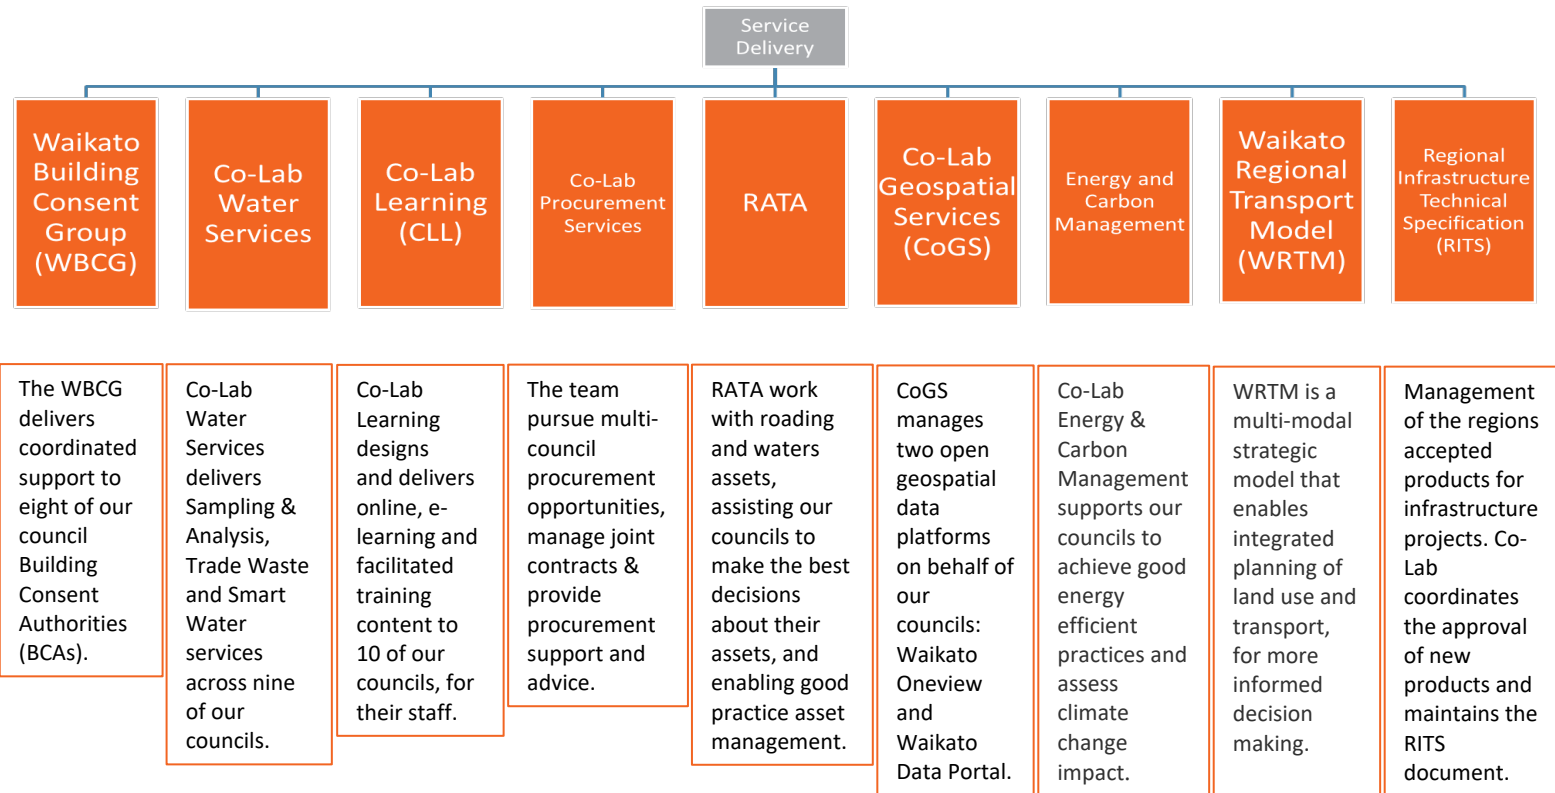 Service
Delivery
Waikato
Building
Consent
Group
(WBCG)
Co-Lab
Water
Services
Co-Lab
Learning
(CLL)
Co-Lab
Procurement
Services
RATA
Co-Lab
Geospatial
Services
(CoGS)
Energy and
Carbon
Management
Waikato
Regional
Transport
Model
(WRTM)
Regional
Infrastructure
Technical
Specification
(RITS)
The WBCG
delivers
coordinated
support to
eight of our
council
Building
Consent
Authorities
(BCAs).
Co-Lab
Water
Services
delivers
Sampling &
Analysis,
Trade Waste
and Smart
Water
services
across nine
of our
councils.
Co-Lab
Learning
designs
and delivers
online, e-
learning and
facilitated
training
content to
10 of our
councils, for
their staff.
The team
pursue multi-
council
procurement
opportunities,
manage joint
contracts &
provide
procurement
support and
advice.
RATA work
with roading
and waters
assets,
assisting our
councils to
make the best
decisions
about their
assets, and
enabling good
practice asset
management.
CoGS
manages
two open
geospatial
data
platforms
on behalf of
our
councils:
Waikato
Oneview
and
Waikato
Data Portal.
Co-Lab
Energy &
Carbon
Management
supports our
councils to
achieve good
energy
efficient
practices and
assess
climate
change
impact.
WRTM is a
multi-modal
strategic
model that
enables
integrated
planning of
land use and
transport,
for more
informed
decision
making.
Management
of the regions
accepted
products for
infrastructure
projects. Co-
Lab
coordinates
the approval
of new
products and
maintains the
RITS
document.